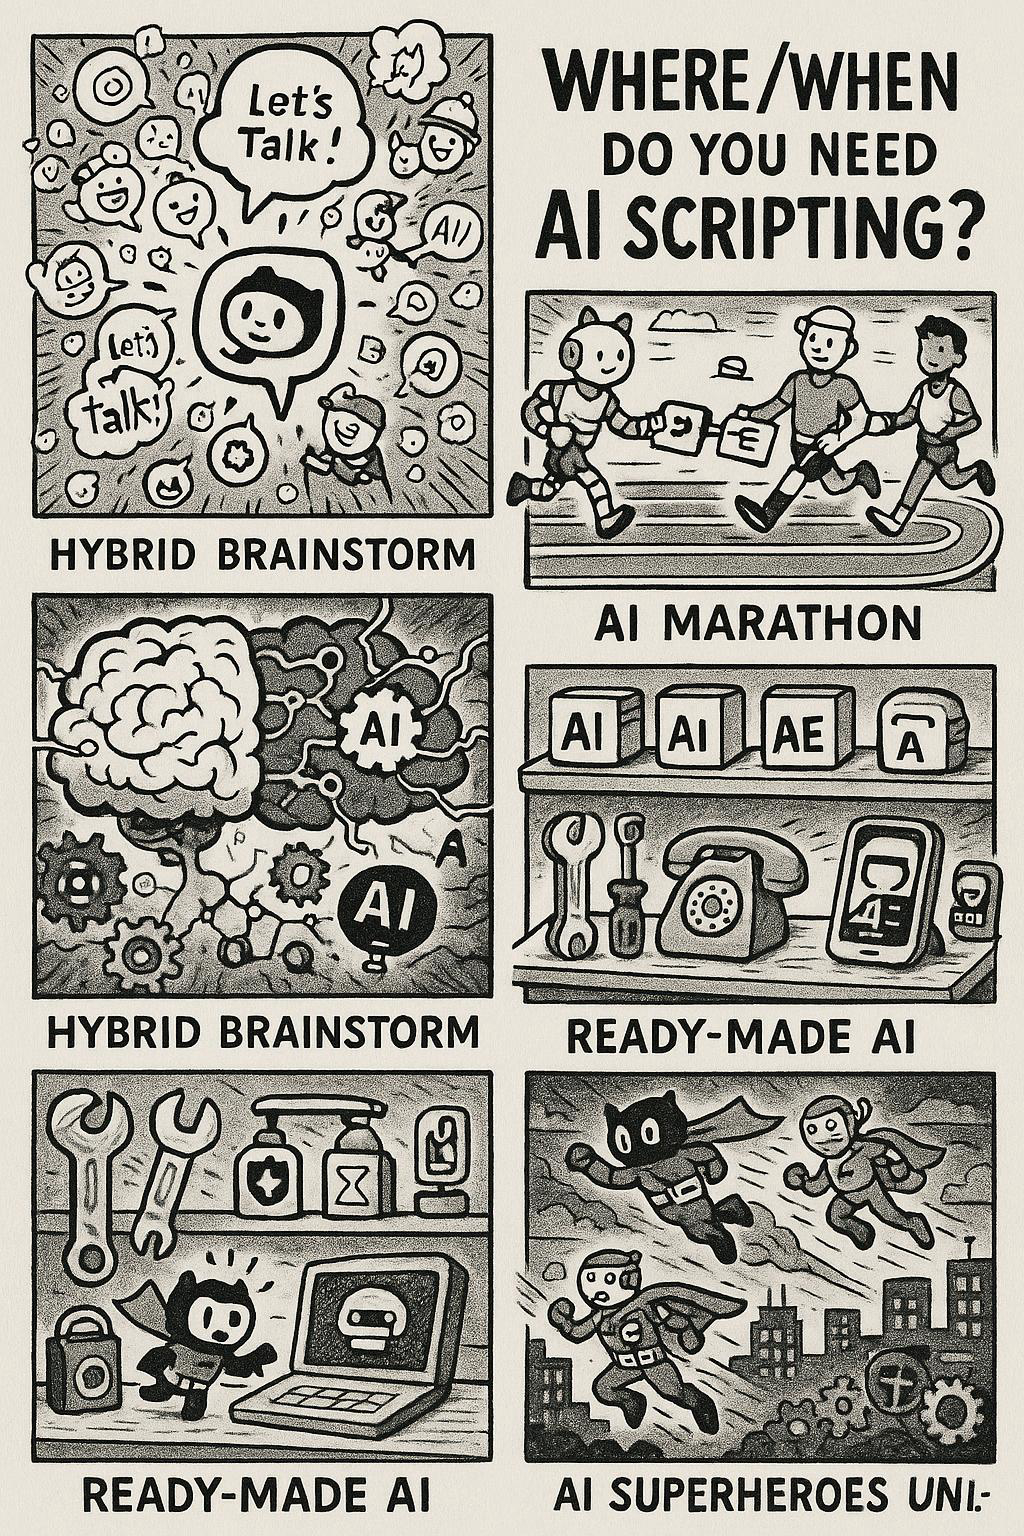 Let's
Talk!
AI)
Let's
talk!
HYBRID BRAINSTORM
WHERE/WHEN
DO YOU NEED
AI SCRIPTING?
AI MARATHON
AI
A
AI
HYBRID BRAINSTORM
AI AI AE A
READY-MADE AI
READY-MADE AI
AI SUPERHEROES UNI.-